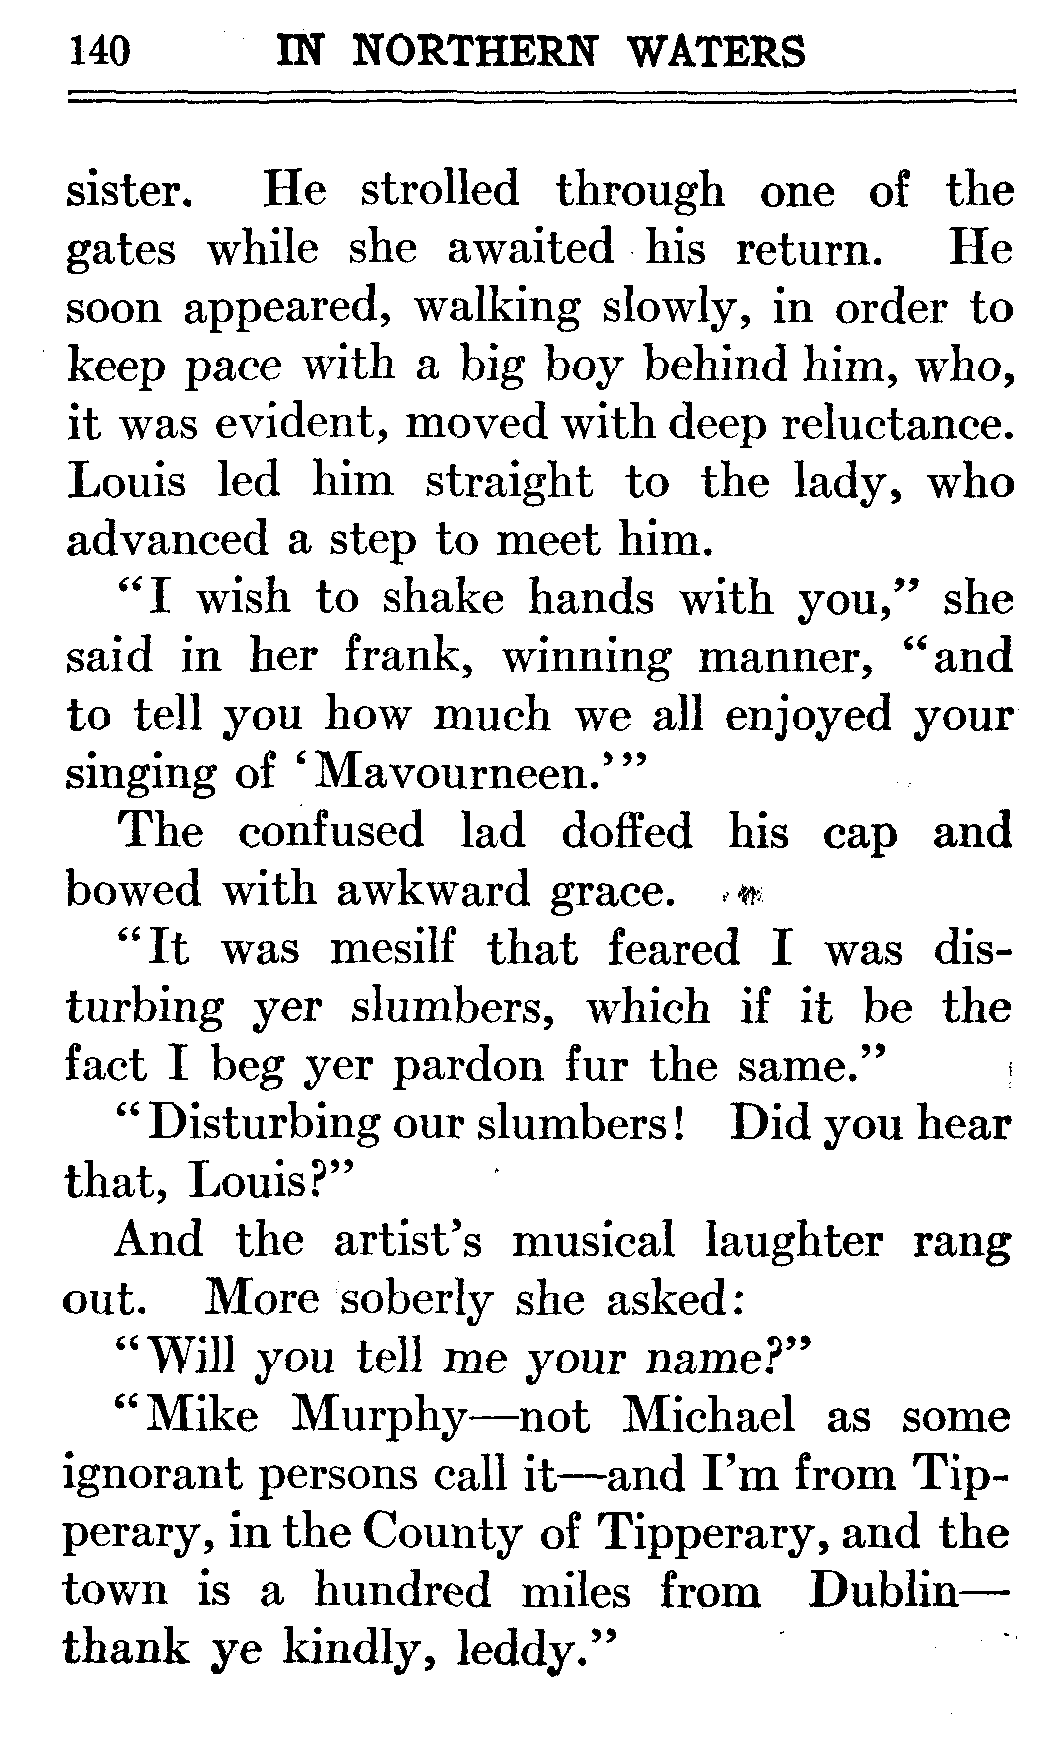 140 IN NORTHERN WATERS
sister. He strolled through one of the
gates while she awaited his return. He
soon appeared, walking slowly, in order to
keep pace with a big boy behind him, who,
it was evident, moved with deep reluctance.
Louis led him straight to the lady, who
advanced a step to meet him.
"I wish to shake hands with you," she
said in her frank, winning manner, "and
to tell you how much we all enjoyed your
singing of 'Mavourneen.'"
The confused lad doffed his cap and
bowed with awkward grace.
"It was mesilf that feared I was dis-
turbing yer slumbers, which if it be the
fact I beg yer pardon fur the same."
"Disturbing our slumbers! Did you hear
that, Louis?"
And the artist's musical laughter rang
out. More soberly she asked:
"Will you tell me your name?"
"Mike Murphy—not Michael as some
ignorant persons call it—and I'm from Tip-
perary, in the County of Tipperary, and the
town is a hundred miles from Dublin—
thank ye kindly, leddy."